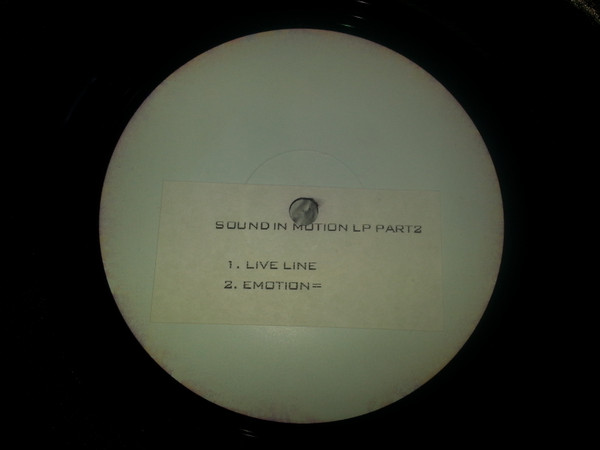 SOUND IN MOTION LP PART2
1. LIVE LINE
2. EMOTION=